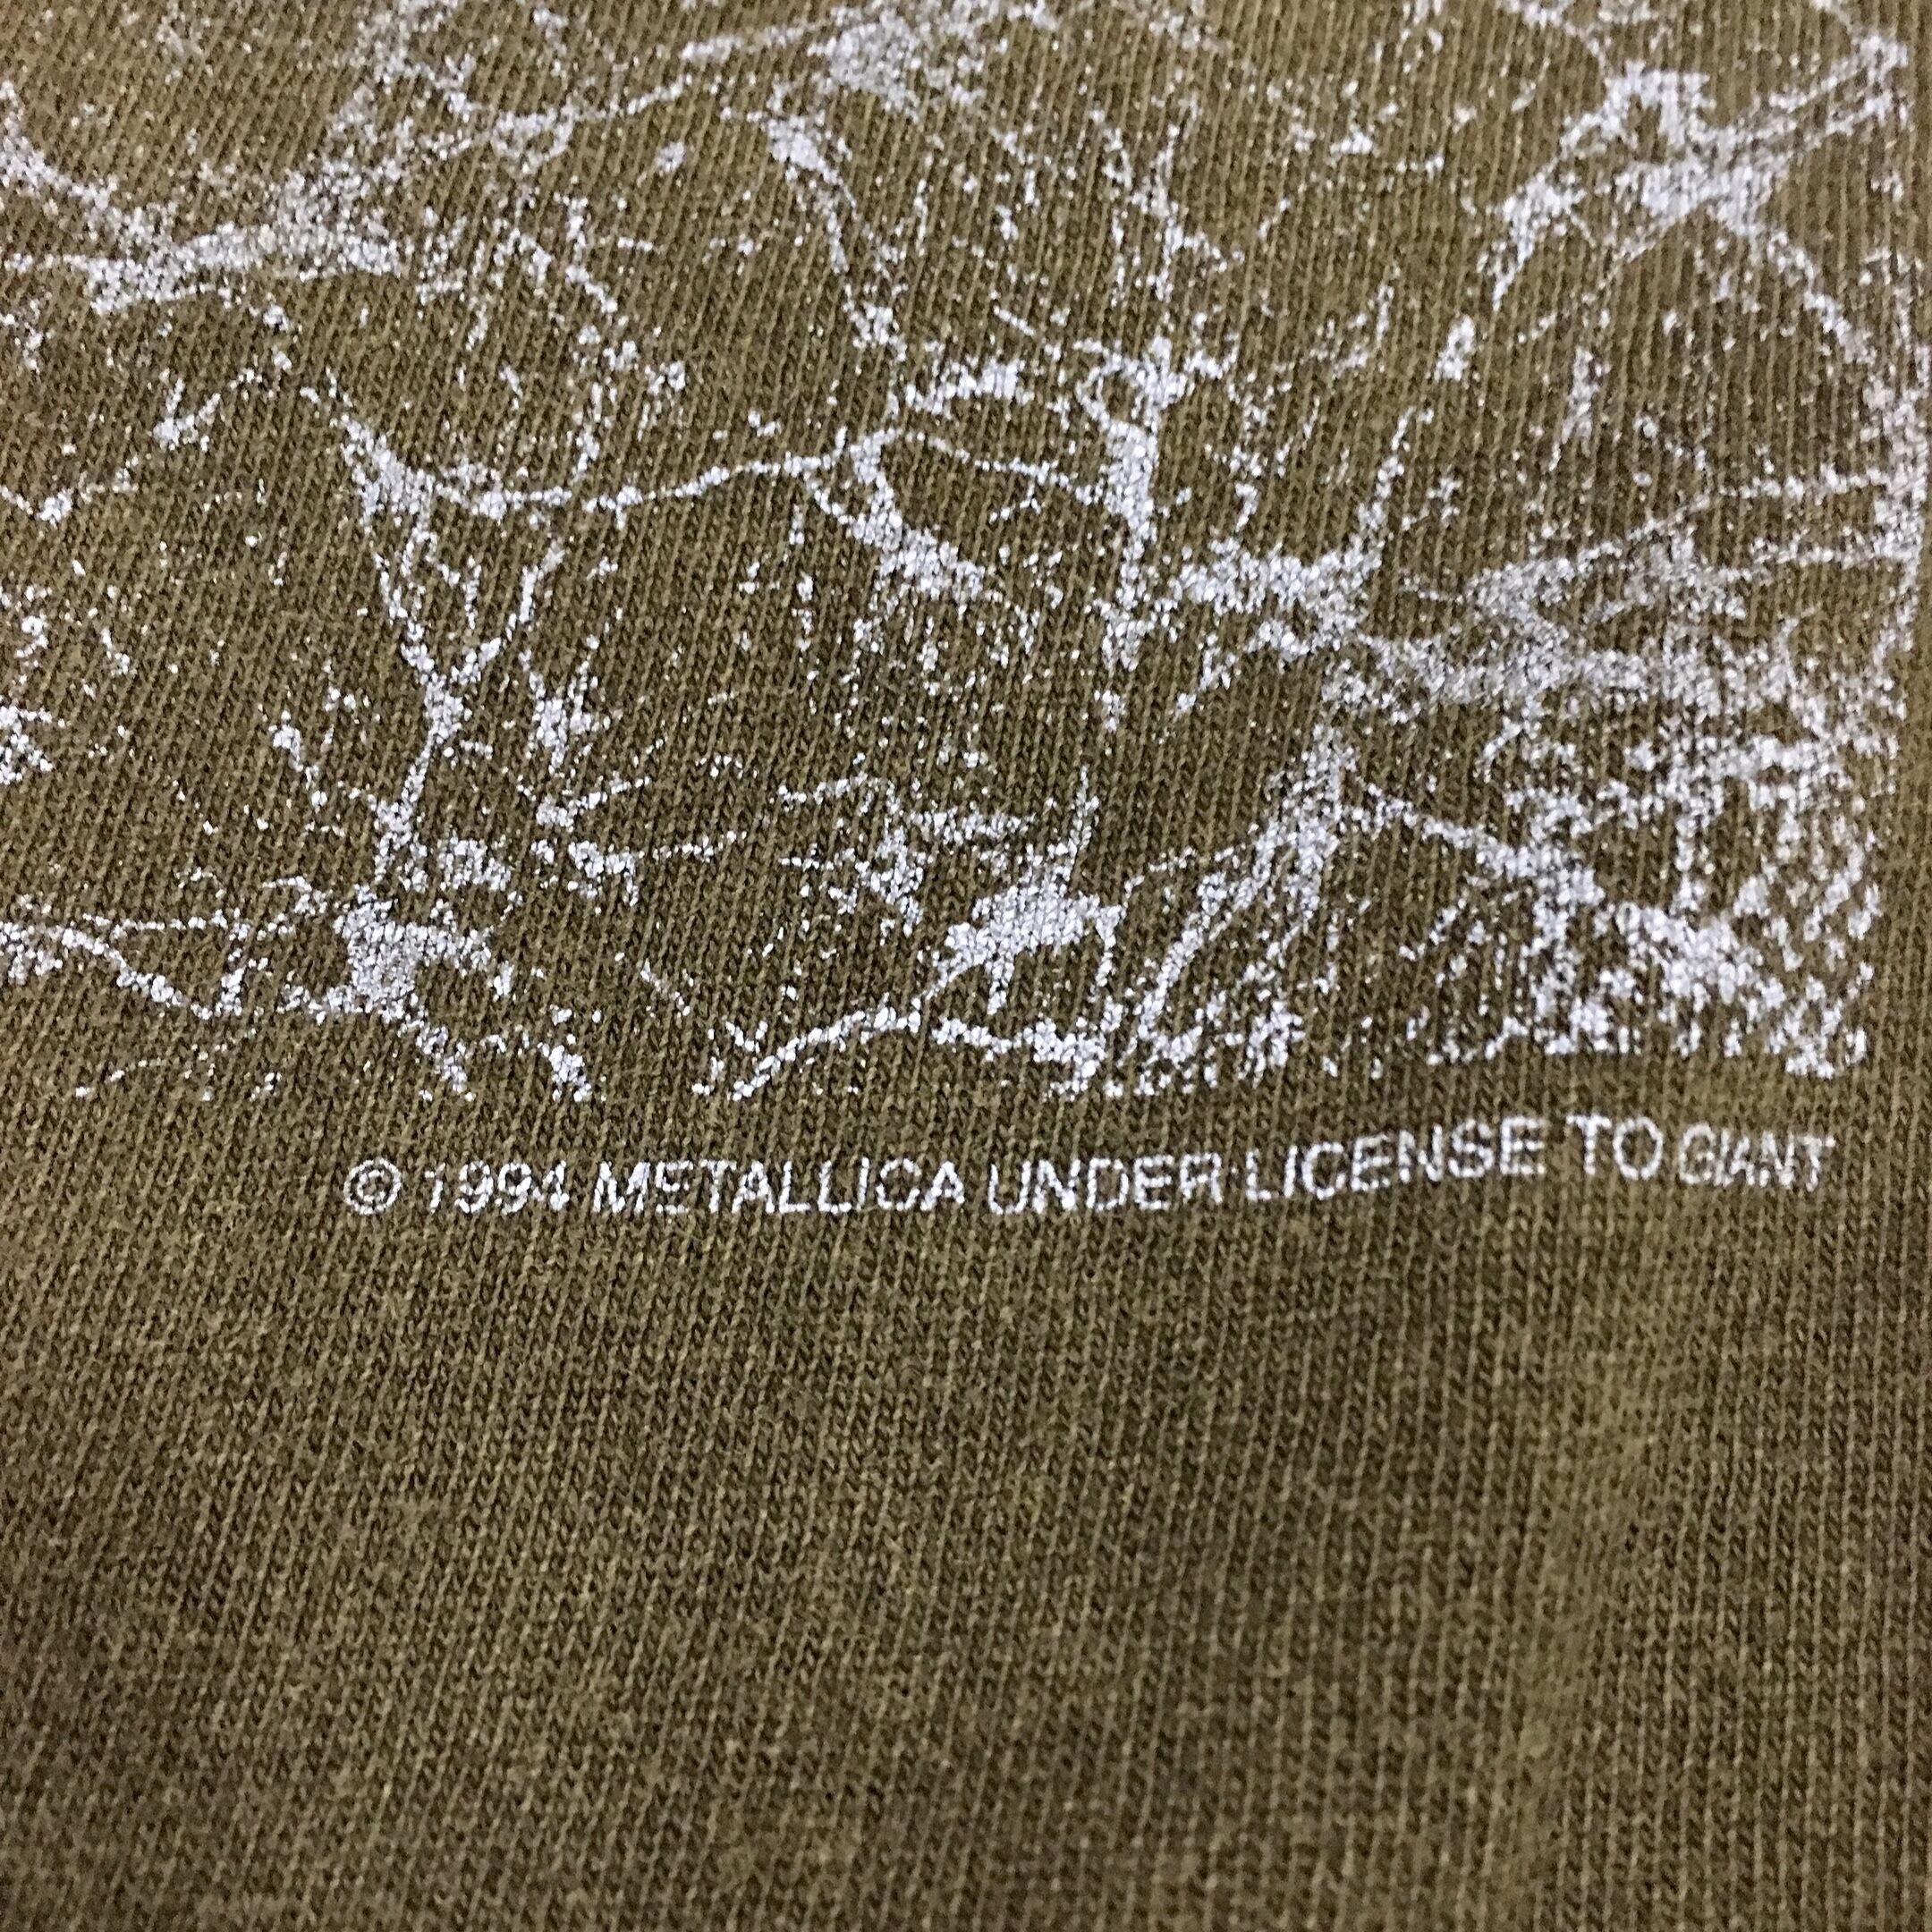 © 1994 METALLICA UNDER LICENSE TO GIANT